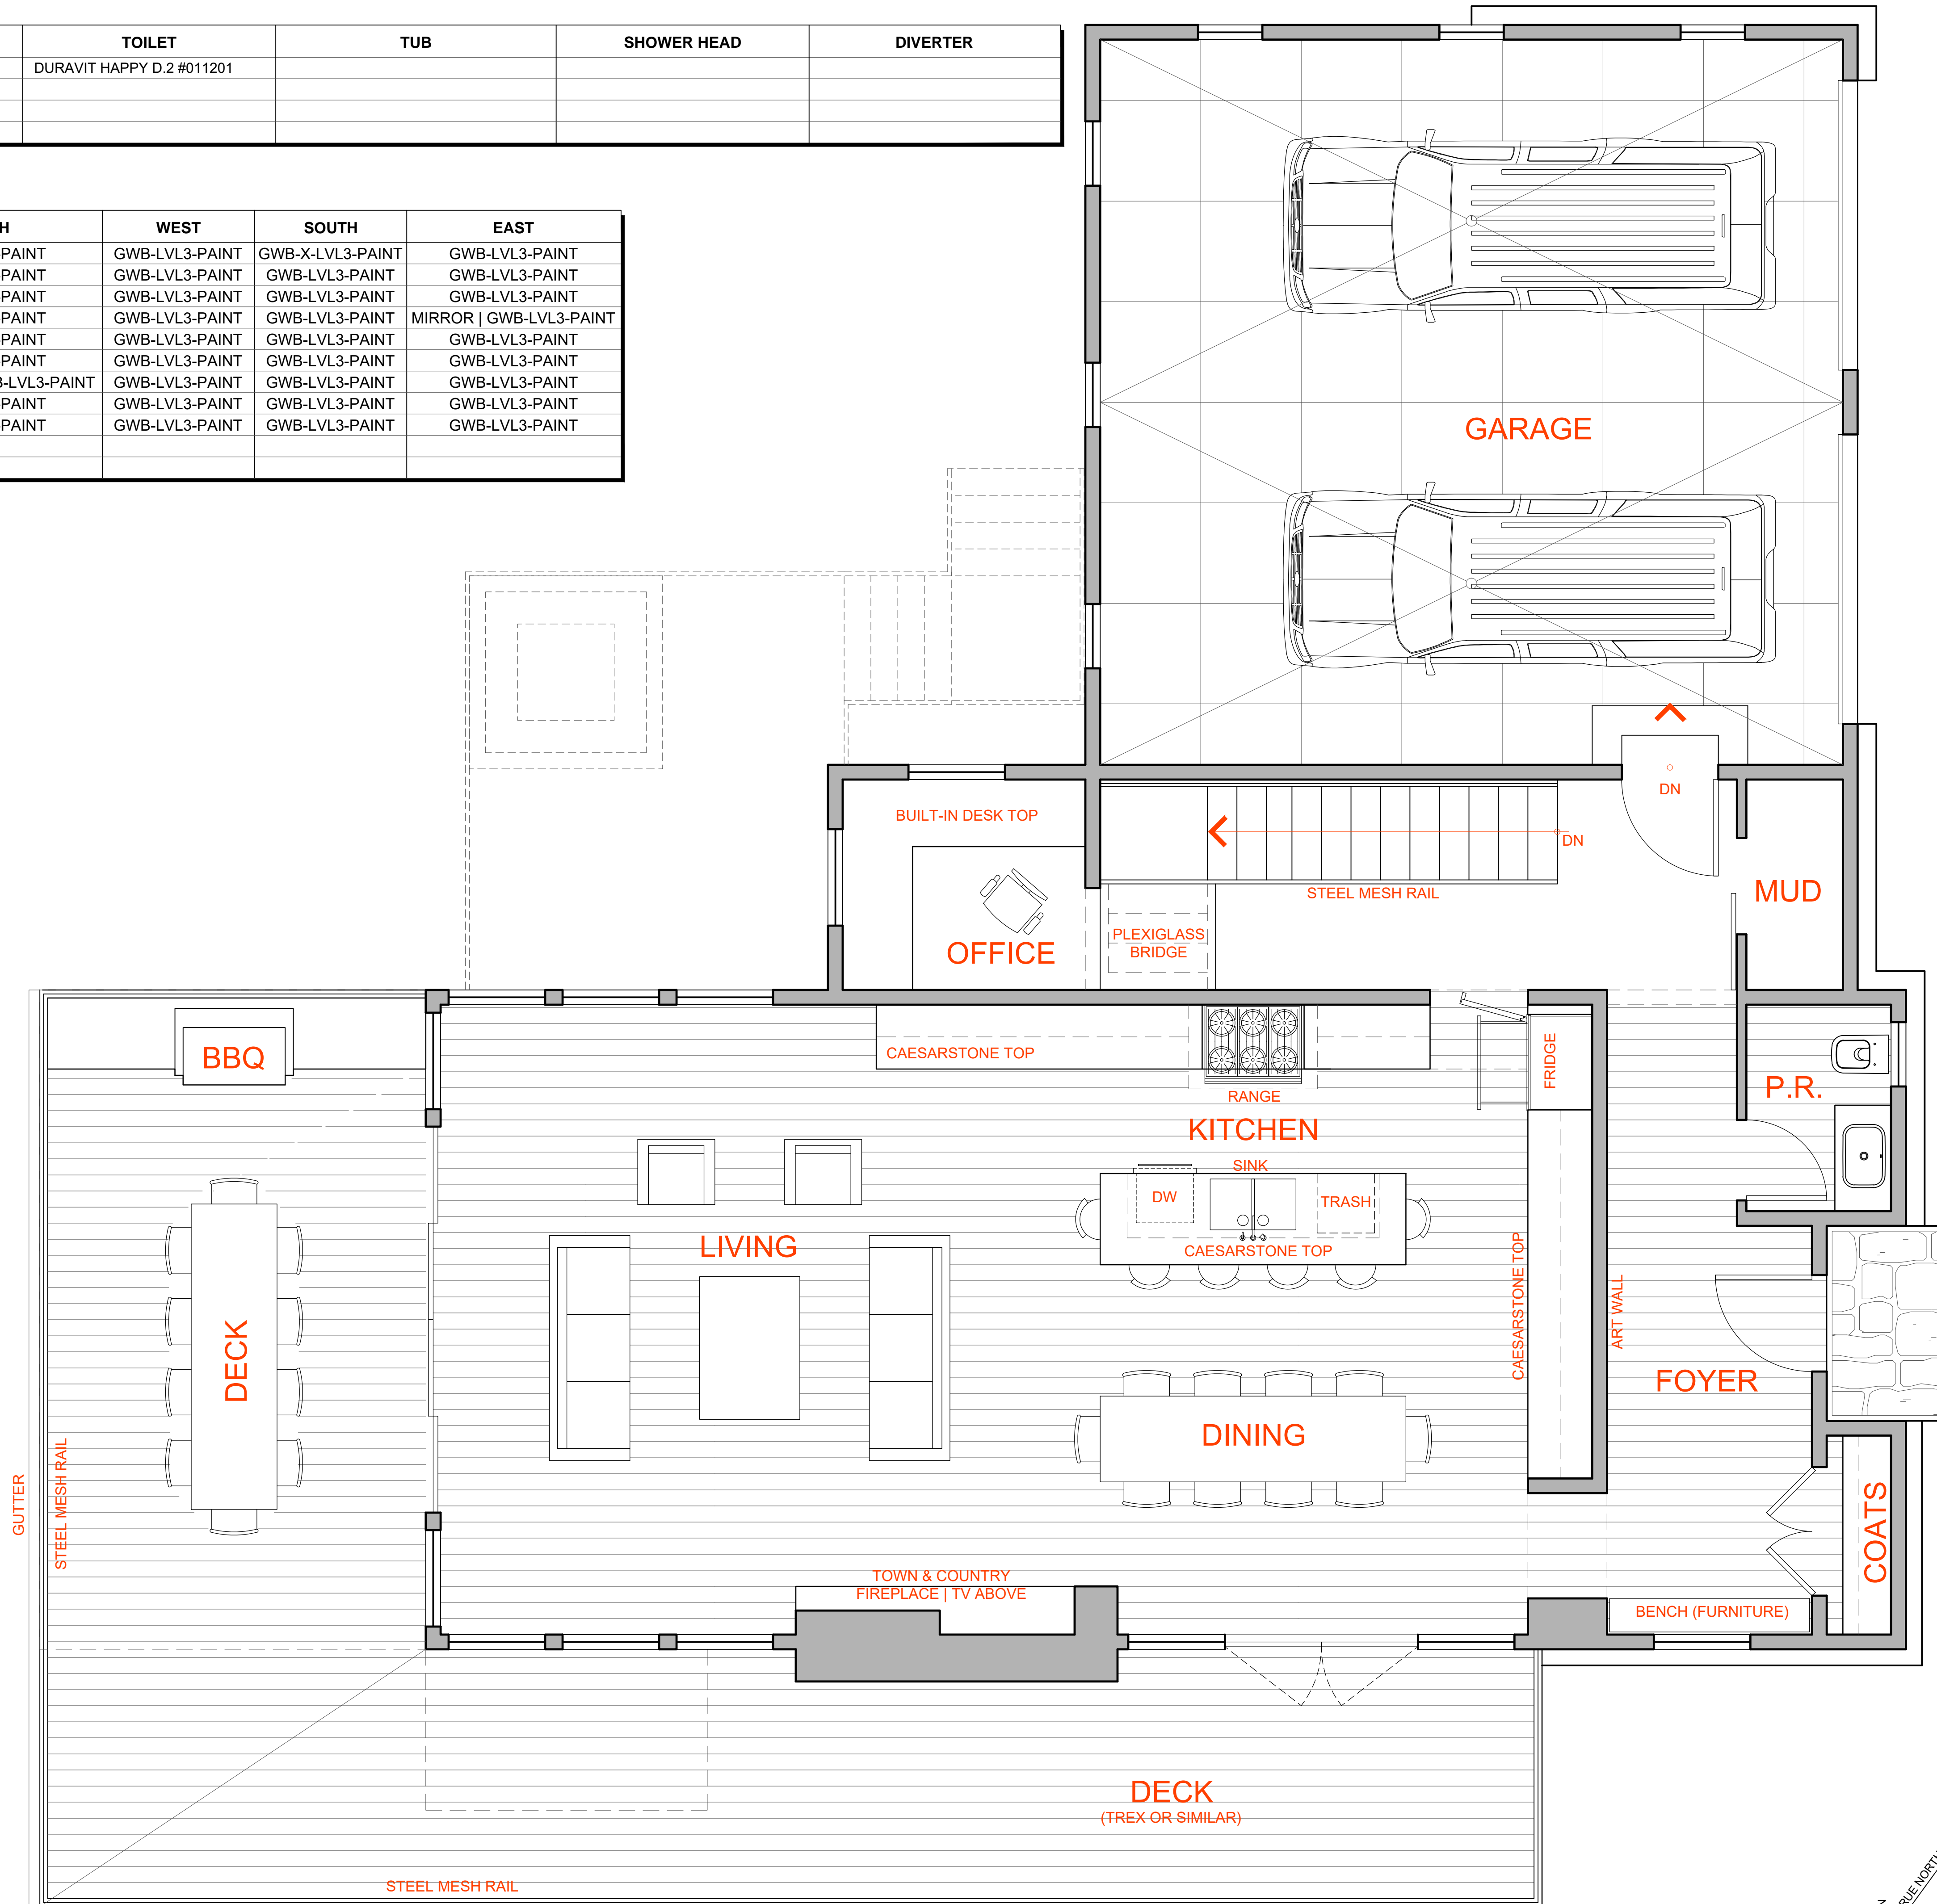 TOILET TUB SHOWER HEAD DIVERTER
DURAVIT HAPPY D.2 #011201
H WEST SOUTH EAST
PAINT GWB-LVL3-PAINT GWB-X-LVL3-PAINT GWB-LVL3-PAINT
PAINT GWB-LVL3-PAINT GWB-LVL3-PAINT GWB-LVL3-PAINT
PAINT GWB-LVL3-PAINT GWB-LVL3-PAINT GWB-LVL3-PAINT
PAINT GWB-LVL3-PAINT GWB-LVL3-PAINT MIRROR | GWB-LVL3-PAINT
PAINT GWB-LVL3-PAINT GWB-LVL3-PAINT GWB-LVL3-PAINT
PAINT GWB-LVL3-PAINT GWB-LVL3-PAINT GWB-LVL3-PAINT
-LVL3-PAINT GWB-LVL3-PAINT GWB-LVL3-PAINT GWB-LVL3-PAINT
PAINT GWB-LVL3-PAINT GWB-LVL3-PAINT GWB-LVL3-PAINT
PAINT GWB-LVL3-PAINT GWB-LVL3-PAINT GWB-LVL3-PAINT
GARAGE
DN
BUILT-IN DESK TOP
DN
STEEL MESH RAIL
MUD
OFFICE
PLEXIGLASS
BRIDGE
BBQ
CAESARSTONE TOP
FRIDGE
RANGE
P.R.
KITCHEN
SINK
DW
TRASH
CAESARSTONE TOP
LIVING
CAESARSTONE TOP
ART WALL
DECK
FOYER
DINING
GUTTER
STEEL MESH RAIL
COATS
TOWN & COUNTRY
FIREPLACE | TV ABOVE
BENCH (FURNITURE)
DECK
(TREX OR SIMILAR)
STEEL MESH RAIL
RUE NORTH
N